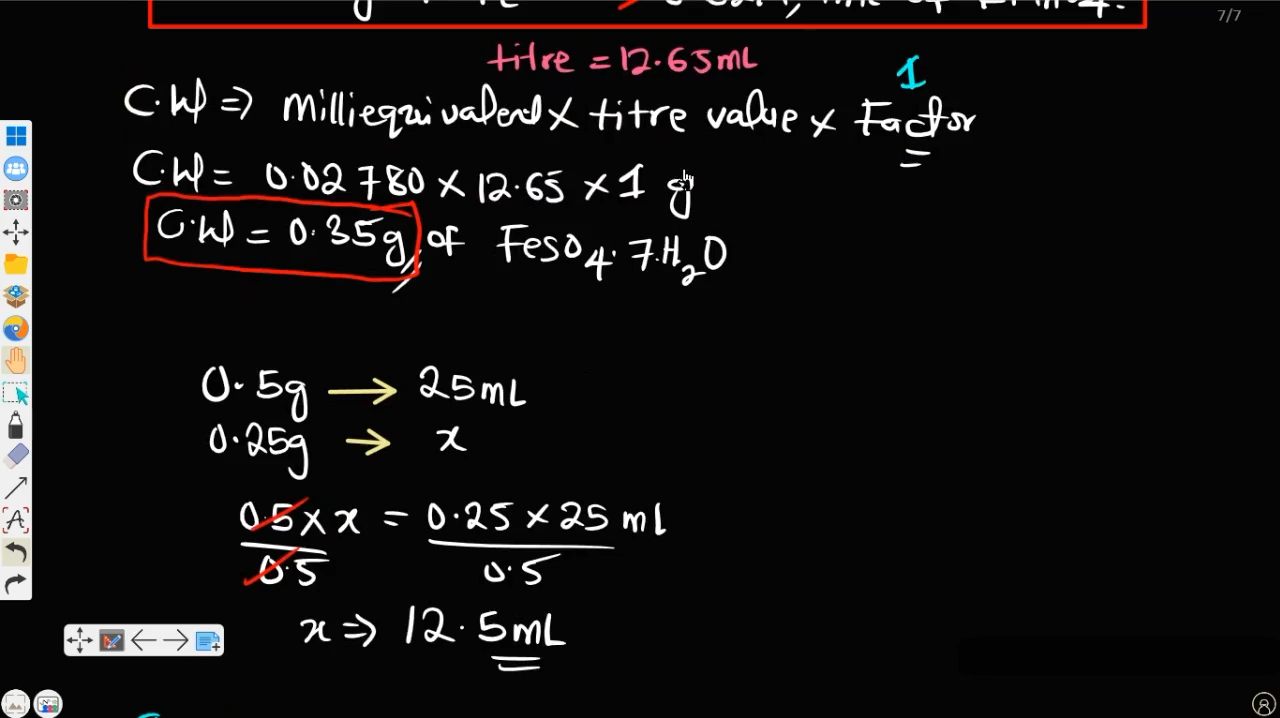 7/7
titre = 12.65mL
1
C.W => Milliequivalent × titre value × Factor
C.W = 0.02780 × 12.65 × 1 g
C.W = 0.35g of FeSO4.7H2O
0.5g → 25mL
0.25g → x
0.5 × x = 0.25 × 25 mL
0.5 0.5
x => 12.5mL